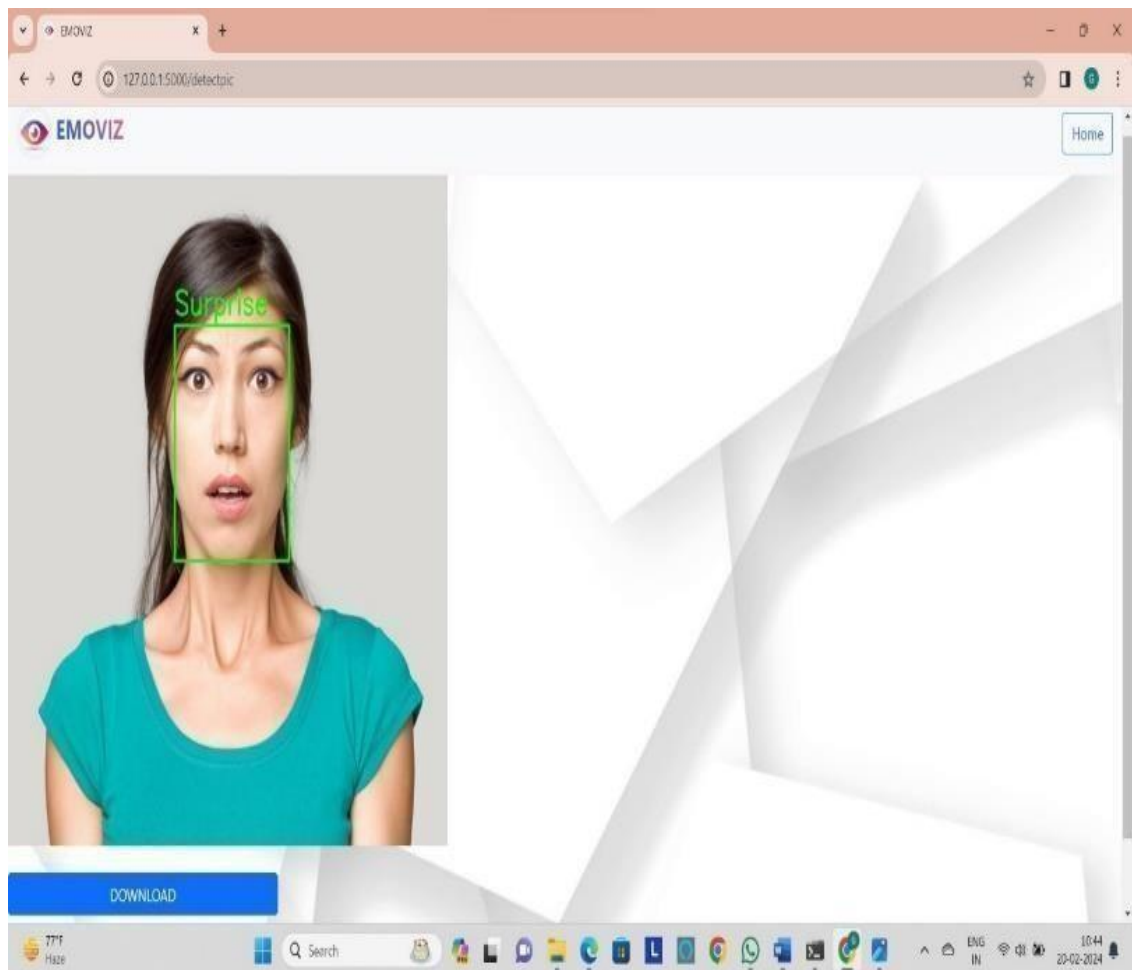 EMOVIZ
127.0.0.1:5000/detectpic
EMOVIZ
Home
Surprise
DOWNLOAD
77°F
Haze
Search
L
ENG
IN
10:44
20-02-2024
G